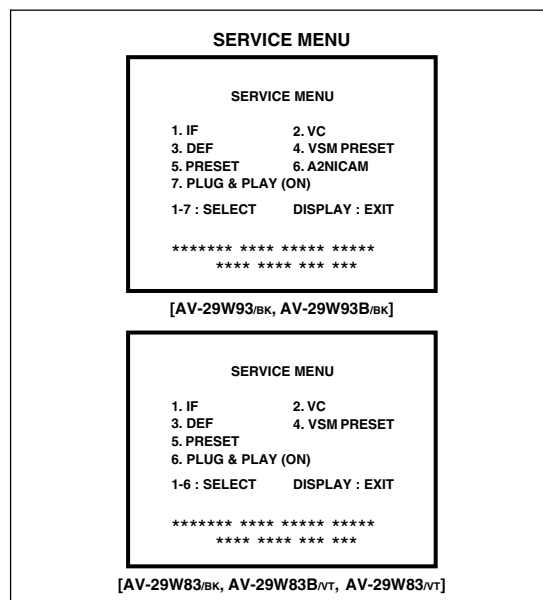 SERVICE MENU
SERVICE MENU
1. IF 2. VC
3. DEF 4. VSM PRESET
5. PRESET 6. A2NICAM
7. PLUG & PLAY (ON)
1-7 : SELECT DISPLAY : EXIT
******* **** ***** *****
**** **** *** ***
[AV-29W93/BK, AV-29W93B/BK]
SERVICE MENU
1. IF 2. VC
3. DEF 4. VSM PRESET
5. PRESET
6. PLUG & PLAY (ON)
1-6 : SELECT DISPLAY : EXIT
******* **** ***** *****
**** **** *** ***
[AV-29W83/BK, AV-29W83B/VT, AV-29W83/VT]